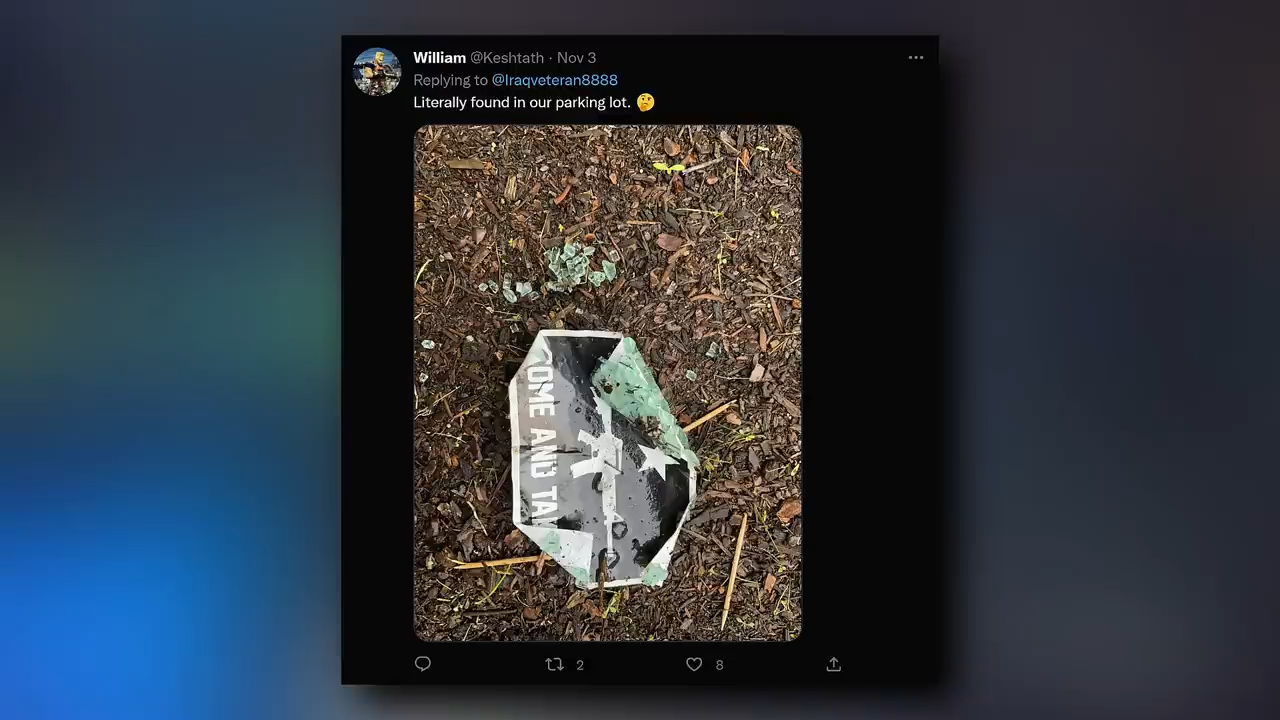 William @Keshtath · Nov 3
Replying to @Iraqveteran8888
Literally found in our parking lot. 🤔
OME AND TA
2
8